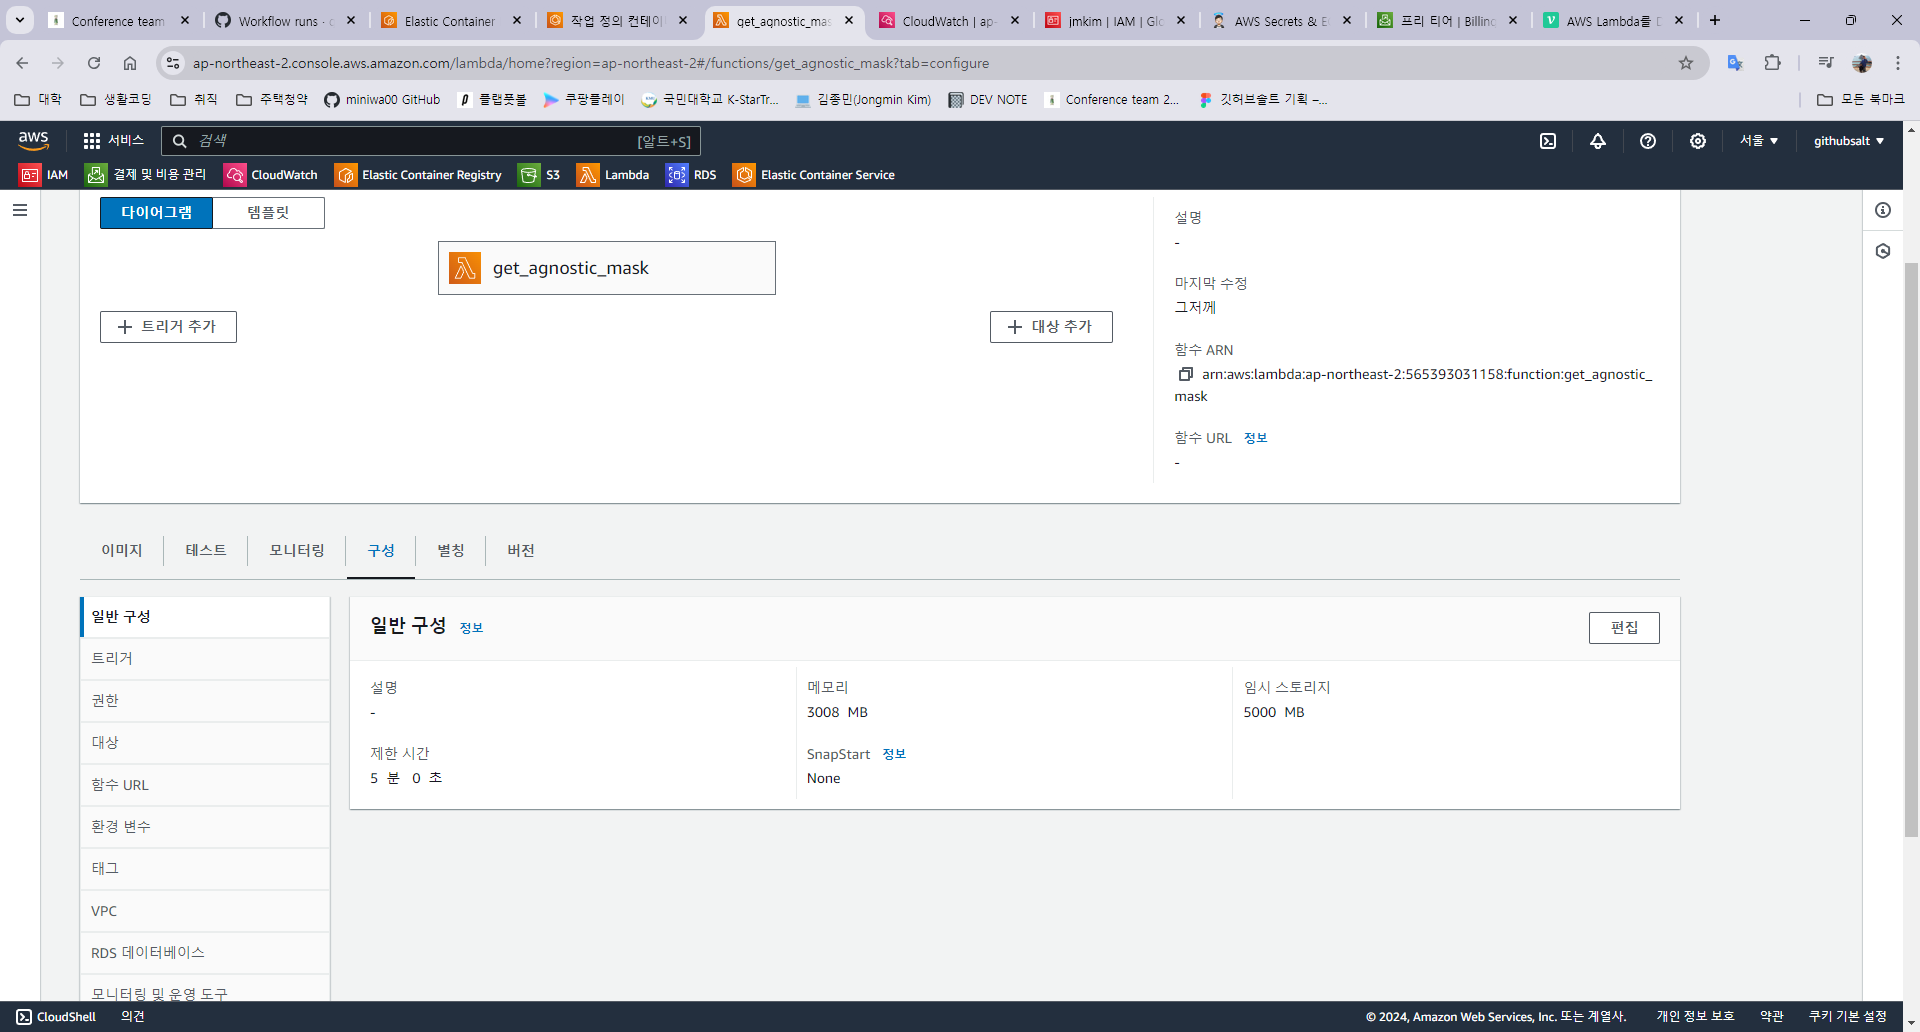 Conference team
Workflow runs · c
Elastic Container
작업 정의 컨테이
get_agnostic_mas
CloudWatch | ap-
jmkim | IAM | Glo
AWS Secrets & E
프리 티어 | Billing
AWS Lambda를 D
ap-northeast-2.console.aws.amazon.com/lambda/home?region=ap-northeast-2#/functions/get_agnostic_mask?tab=configure
대학
생활코딩
취직
주택청약
miniwa00 GitHub
플랩풋볼
쿠팡플레이
국민대학교 K-StarTr...
김종민(Jongmin Kim)
DEV NOTE
Conference team 2...
깃허브솔트 기획 –...
모든 북마크
aws
서비스
검색
[알트+S]
서울
githubsalt
IAM
결제 및 비용 관리
CloudWatch
Elastic Container Registry
S3
Lambda
RDS
Elastic Container Service
다이어그램
템플릿
get_agnostic_mask
트리거 추가
대상 추가
설명
-
마지막 수정
그저께
함수 ARN
arn:aws:lambda:ap-northeast-2:565393031158:function:get_agnostic_
mask
함수 URL 정보
-
이미지
테스트
모니터링
구성
별칭
버전
일반 구성
트리거
권한
대상
함수 URL
환경 변수
태그
VPC
RDS 데이터베이스
모니터링 및 운영 도구
일반 구성 정보
편집
설명
-
메모리
3008 MB
임시 스토리지
5000 MB
제한 시간
5 분 0 초
SnapStart 정보
None
CloudShell
의견
© 2024, Amazon Web Services, Inc. 또는 계열사.
개인 정보 보호
약관
쿠키 기본 설정